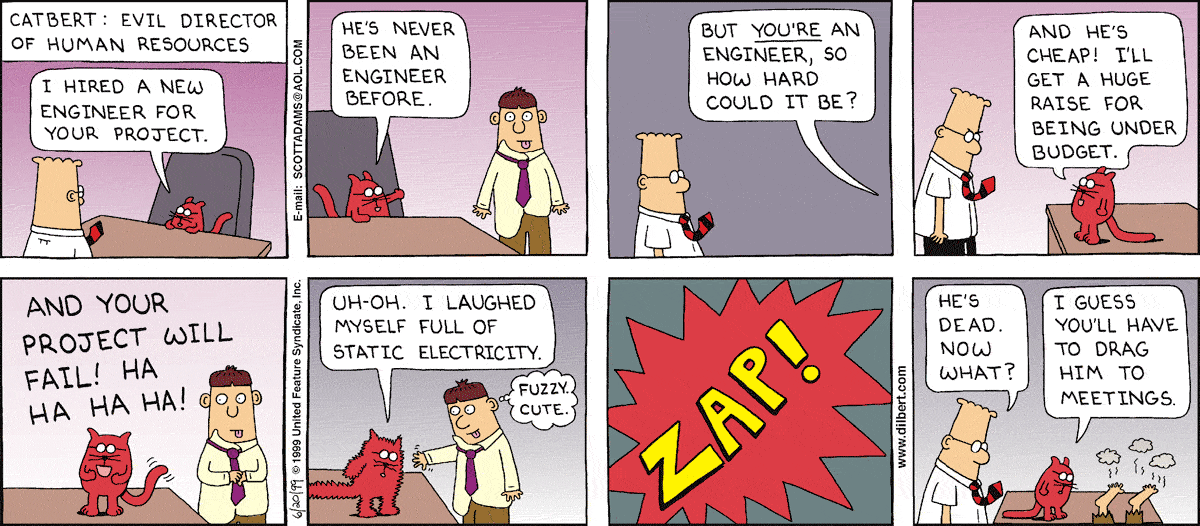 CATBERT: EVIL DIRECTOR
OF HUMAN RESOURCES
I HIRED A NEW
ENGINEER FOR
YOUR PROJECT.
E-mail: SCOTTADAMS@AOL.COM
HE'S NEVER
BEEN AN
ENGINEER
BEFORE.
BUT YOU'RE AN
ENGINEER, SO
HOW HARD
COULD IT BE?
AND HE'S
CHEAP! I'LL
GET A HUGE
RAISE FOR
BEING UNDER
BUDGET.
AND YOUR
PROJECT WILL
FAIL! HA
HA HA HA!
6/20/99 © 1999 United Feature Syndicate, Inc.
UH-OH. I LAUGHED
MYSELF FULL OF
STATIC ELECTRICITY.
FUZZY.
CUTE.
ZAP!
www.dilbert.com
HE'S
DEAD.
NOW
WHAT?
I GUESS
YOU'LL HAVE
TO DRAG
HIM TO
MEETINGS.